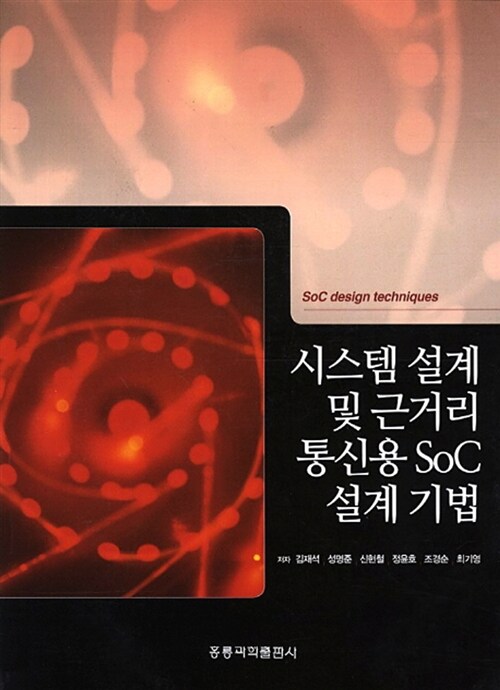 SoC design techniques
시스템 설계
및 근거리
통신용 SoC
설계 기법
저자 김재석 성명준 신현철 정윤호 조경순 최기영
홍릉과학출판사